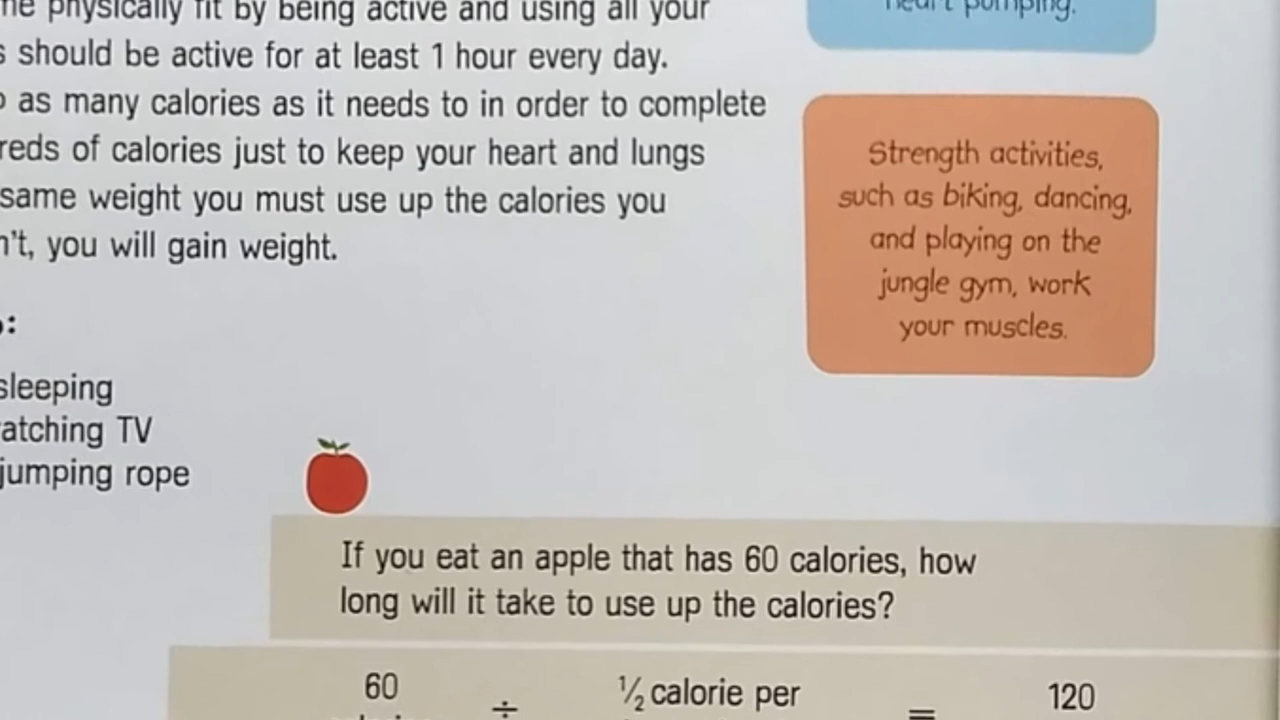 me physically fit by being active and using all your
should be active for at least 1 hour every day.
as many calories as it needs to in order to complete
reds of calories just to keep your heart and lungs
same weight you must use up the calories you
n't, you will gain weight.
:
sleeping
atching TV
jumping rope
heart pumping.
Strength activities,
such as biking, dancing,
and playing on the
jungle gym, work
your muscles.
If you eat an apple that has 60 calories, how
long will it take to use up the calories?
60 ÷ ½ calorie per = 120